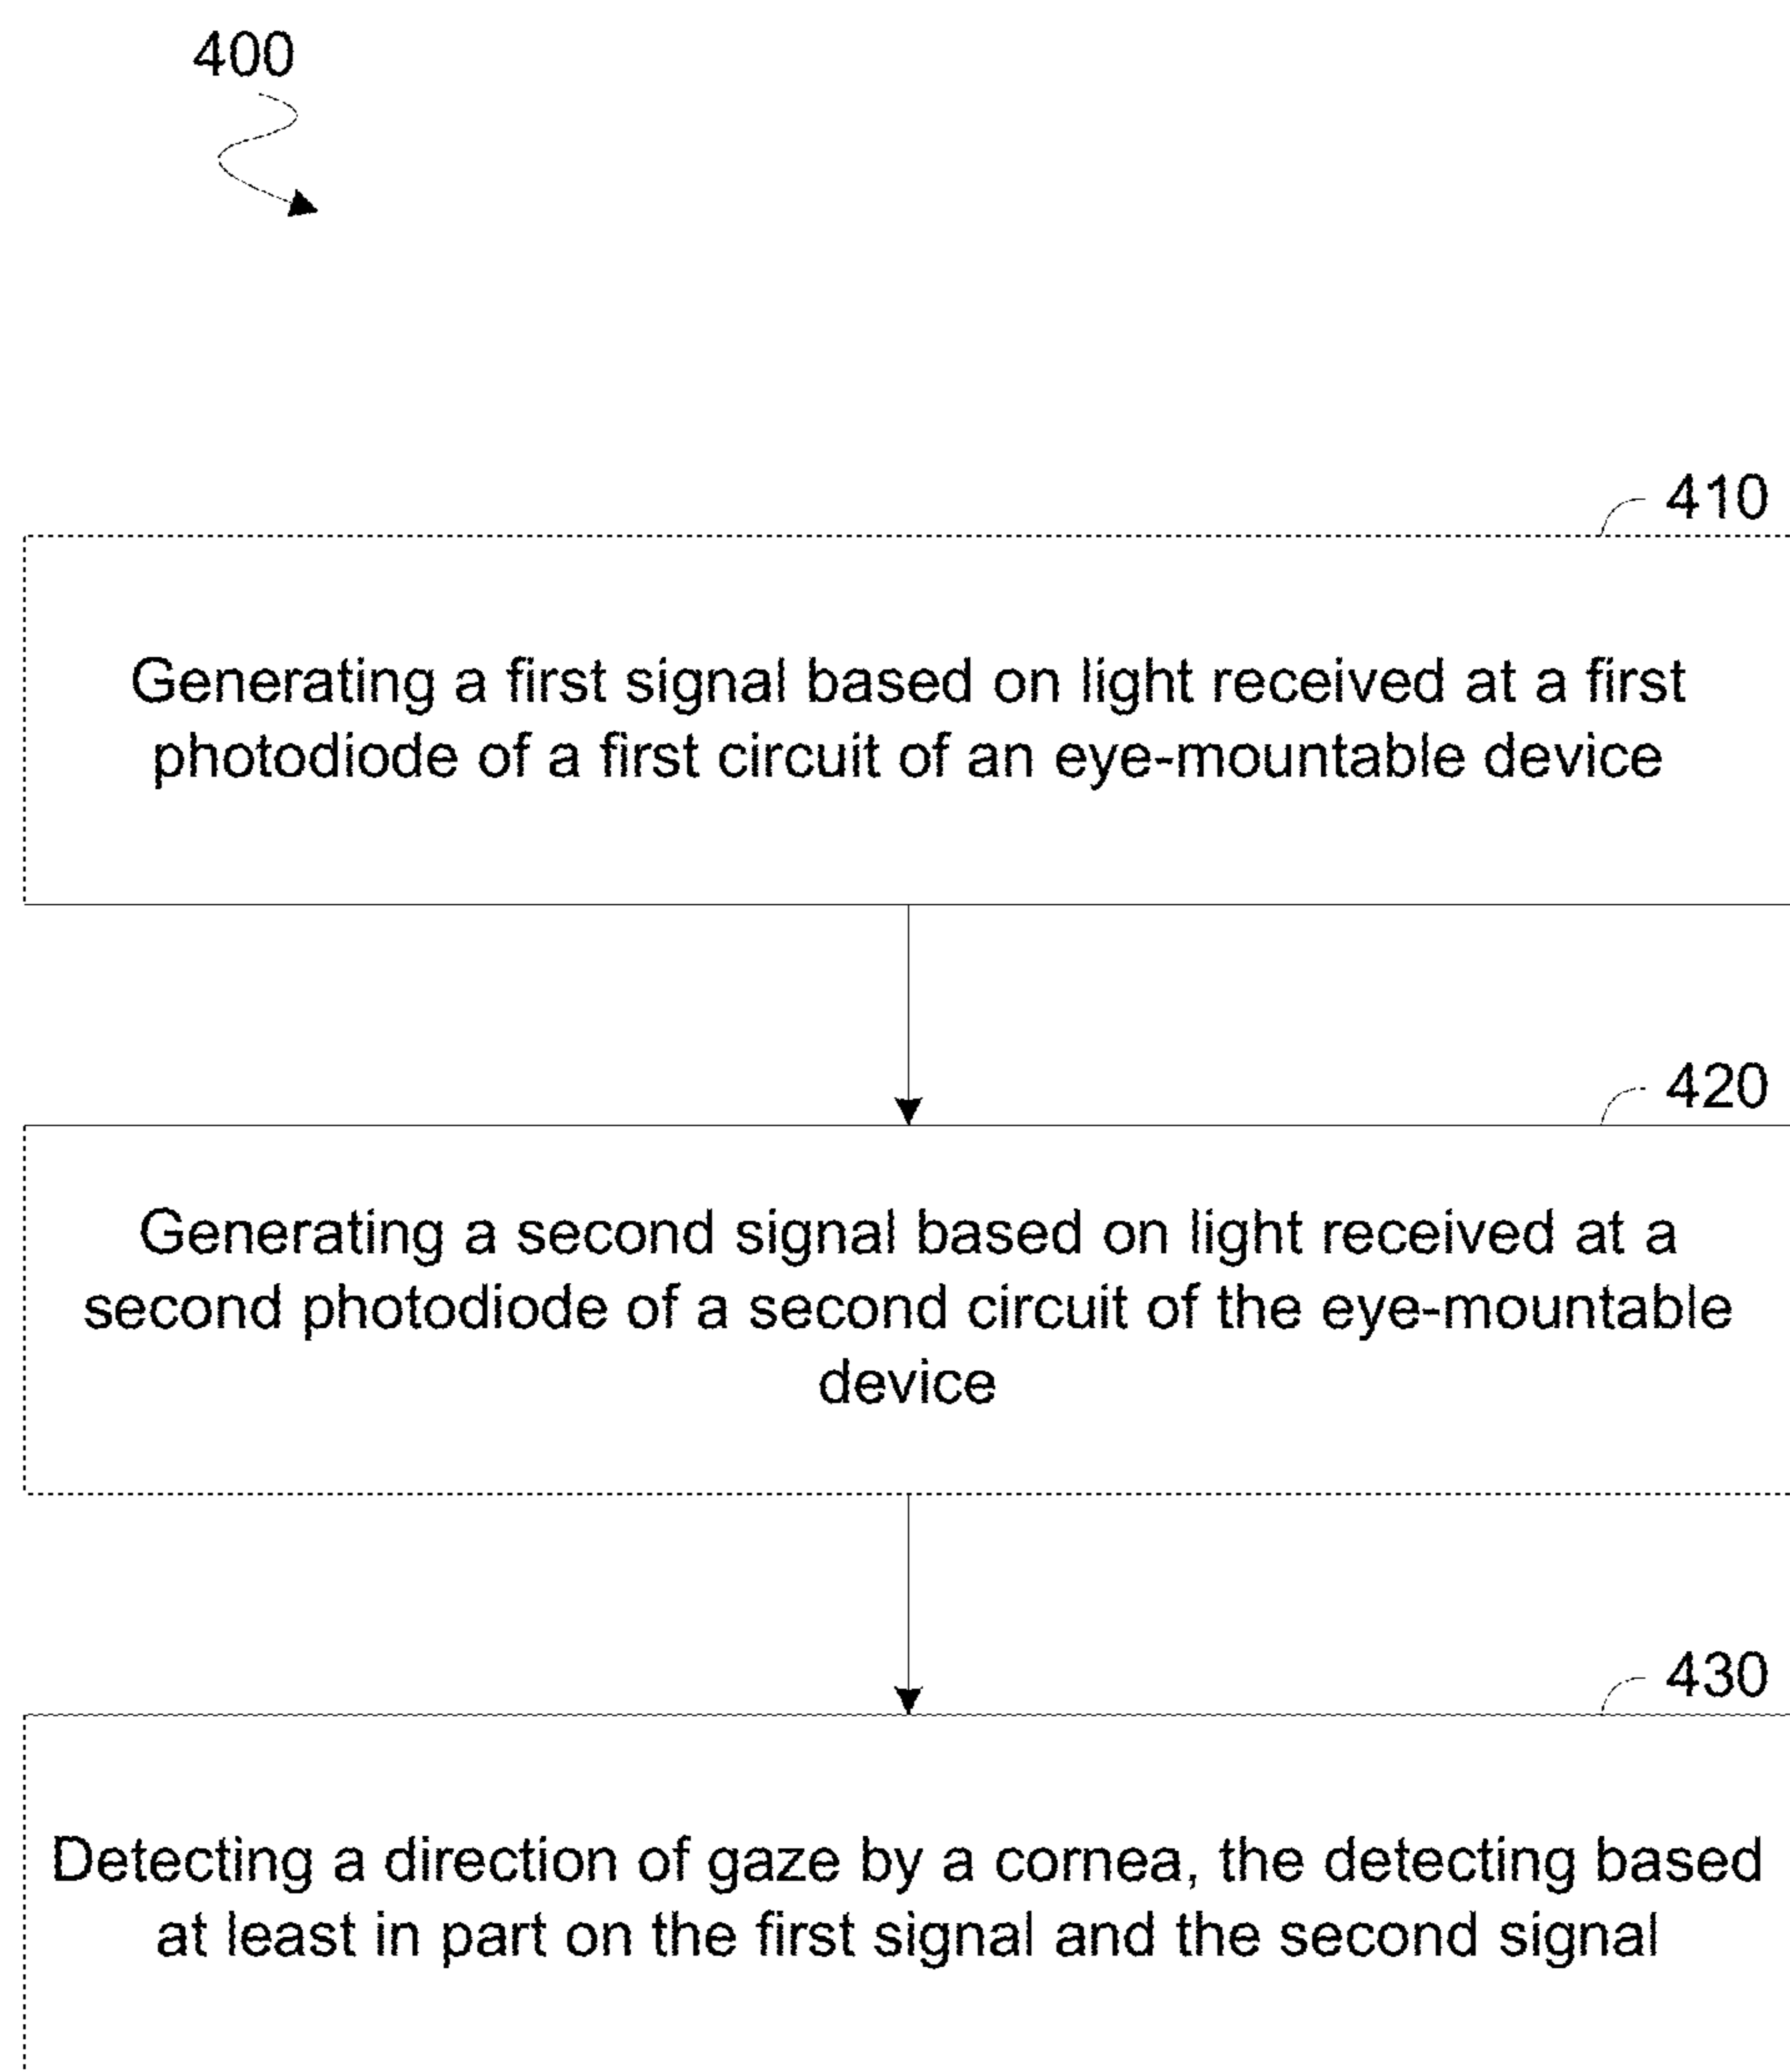 400
410
Generating a first signal based on light received at a first
photodiode of a first circuit of an eye-mountable device
420
Generating a second signal based on light received at a
second photodiode of a second circuit of the eye-mountable
device
430
Detecting a direction of gaze by a cornea, the detecting based
at least in part on the first signal and the second signal